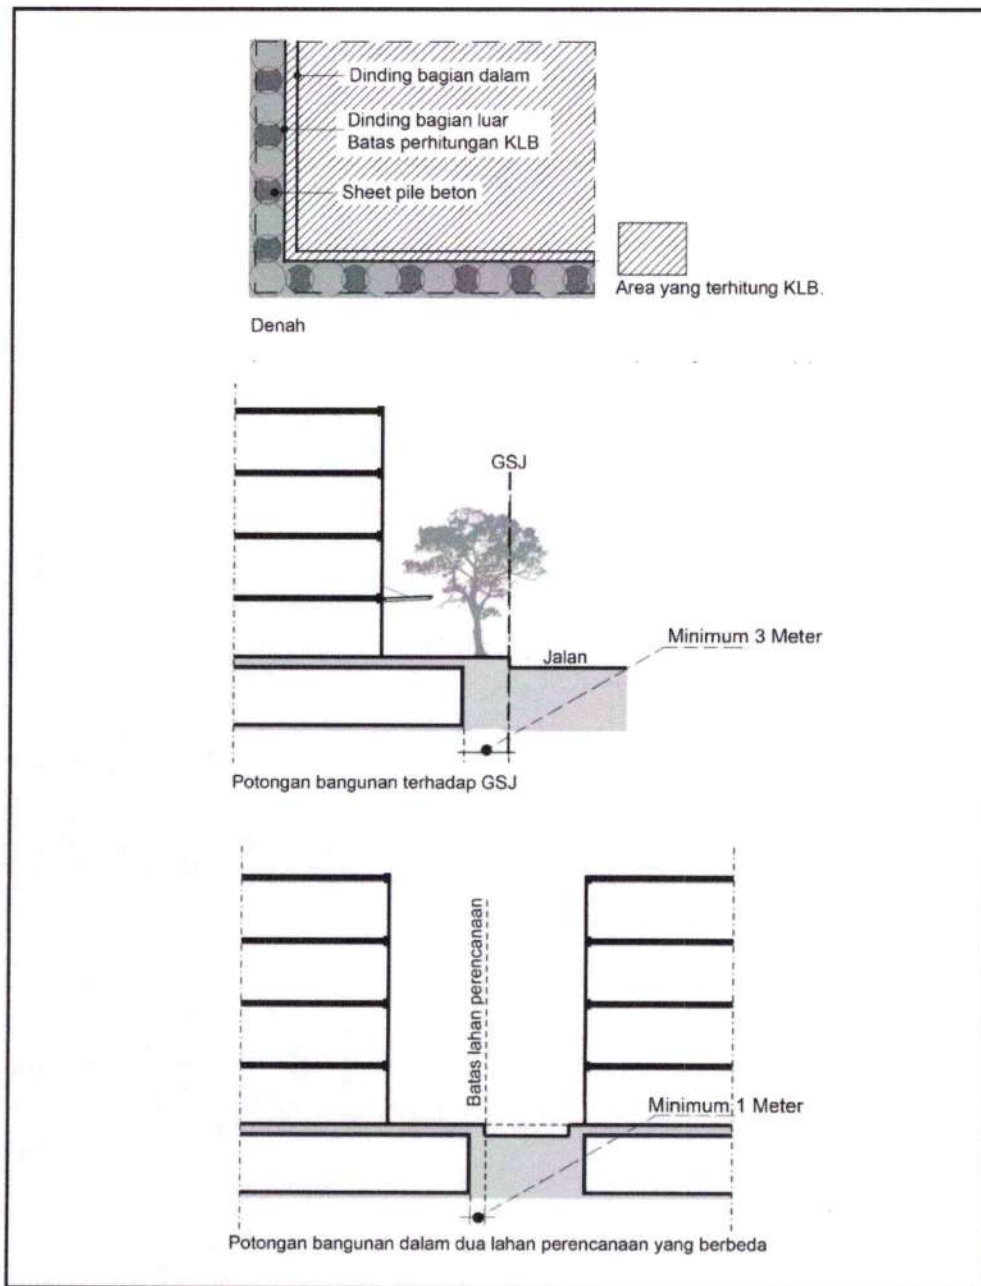 Dinding bagian dalam
Dinding bagian luar
Batas perhitungan KLB
Sheet pile beton
Area yang terhitung KLB.
Denah
GSJ
Minimum 3 Meter
Jalan
Potongan bangunan terhadap GSJ
Batas lahan perencanaan
Minimum 1 Meter
Potongan bangunan dalam dua lahan perencanaan yang berbeda